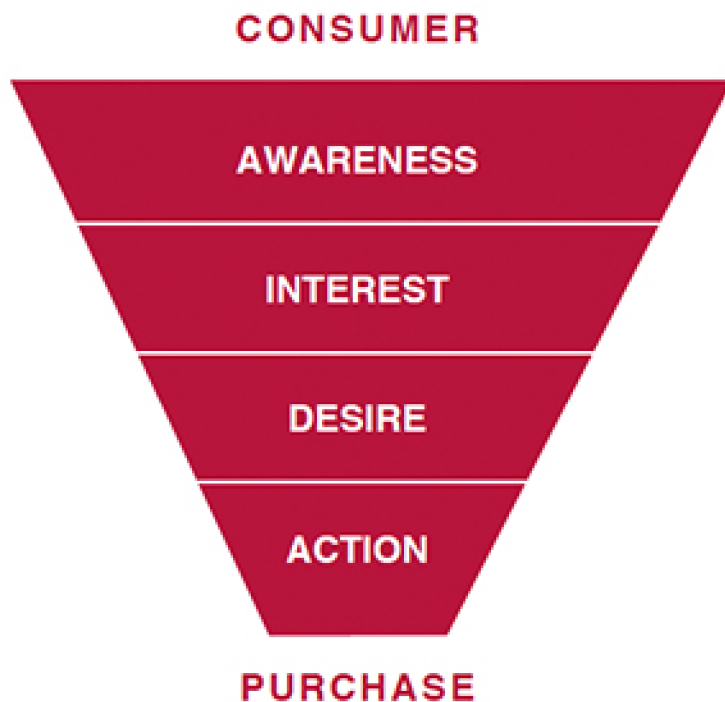 CONSUMER
AWARENESS
INTEREST
DESIRE
ACTION
PURCHASE